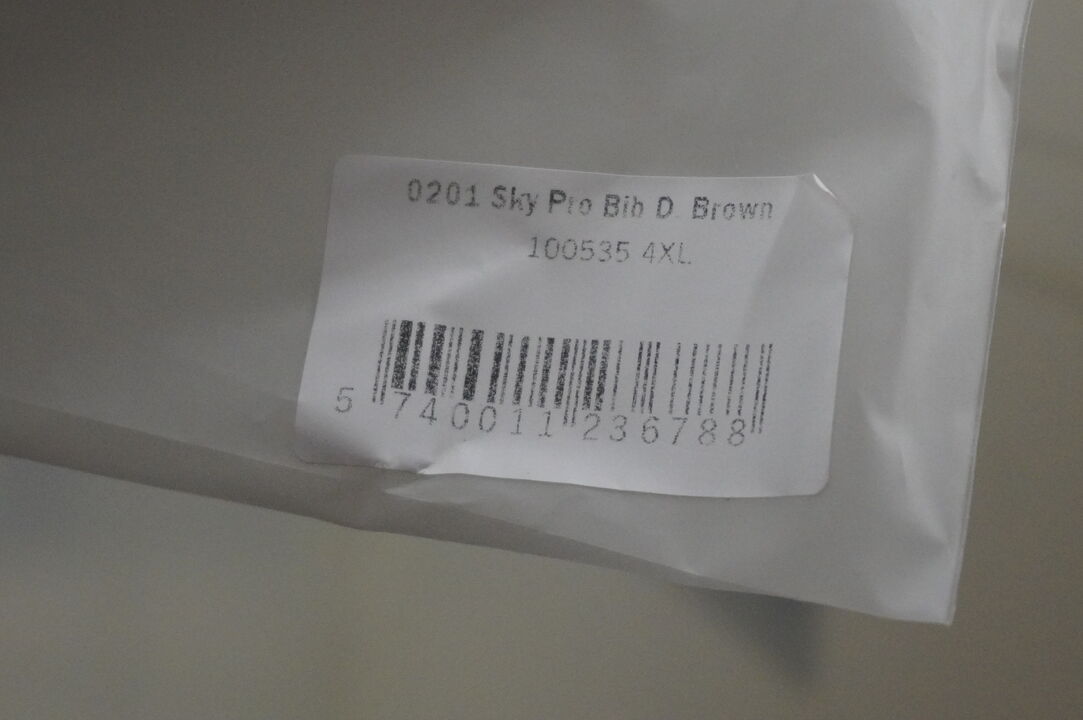 0201 Sky Pro Bib D. Brown
100535 4XL
5 740011 236788